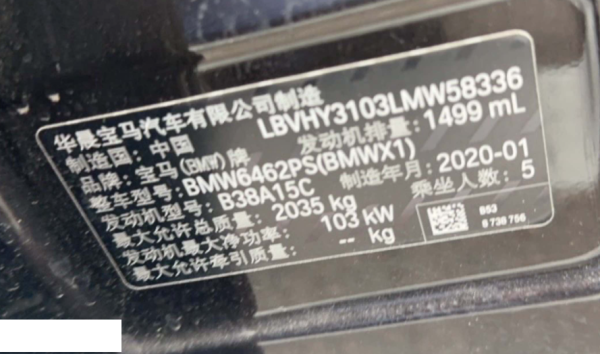 华晨宝马汽车有限公司制造
制造国：中国 LBVHY3103LMW58336
品牌：宝马(BMW)牌 发动机排量：1499 mL
整车型号：BMW6462PS(BMWX1)
发动机型号：B38A15C 制造年月：2020-01
最大允许总质量：2035 kg 乘坐人数：5
发动机最大净功率：103 kW
最大允许牵引质量：-- kg
B53
8 736 756